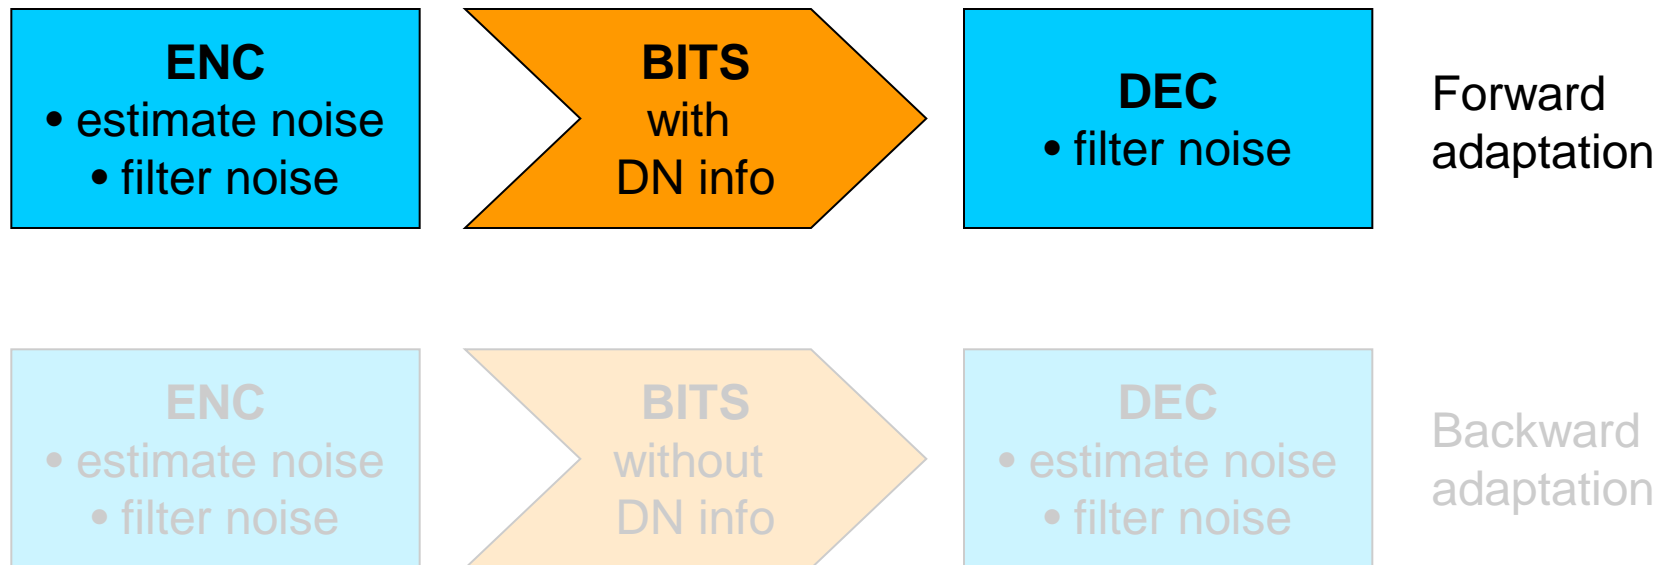 ENC
• estimate noise
• filter noise
BITS
with
DN info
DEC
• filter noise
Forward
adaptation
ENC
• estimate noise
• filter noise
BITS
without
DN info
DEC
• estimate noise
• filter noise
Backward
adaptation